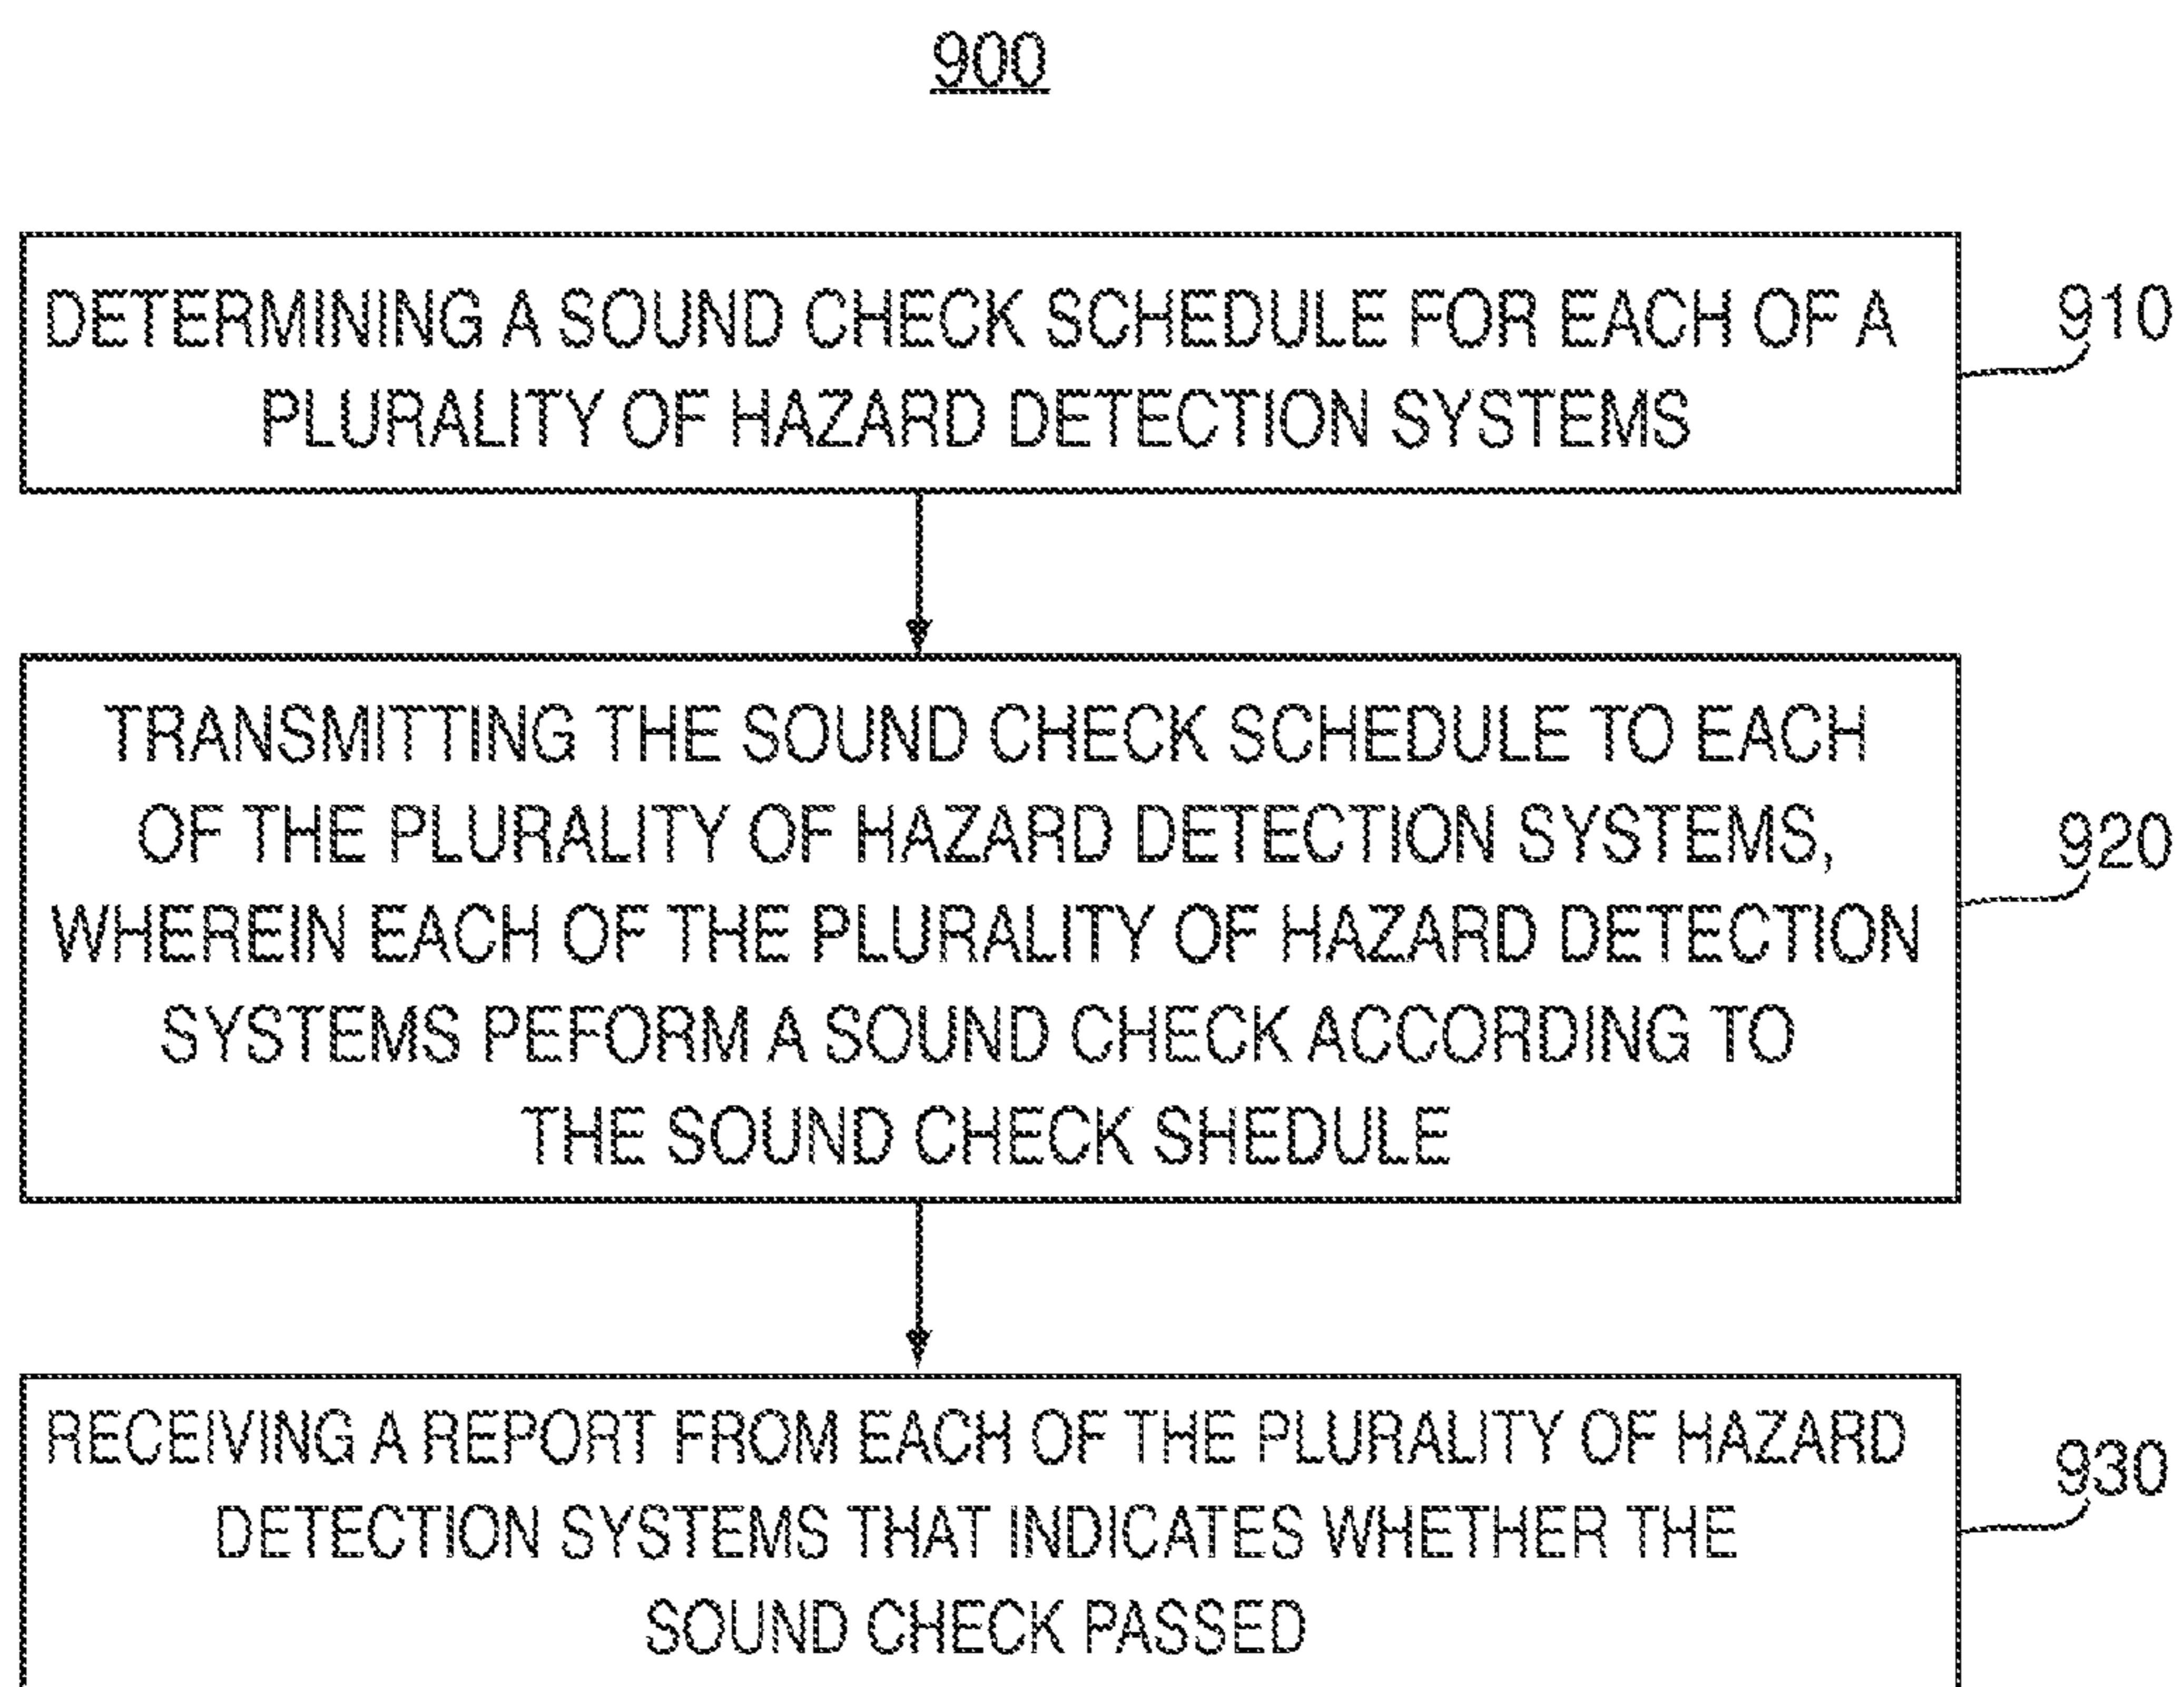 900
DETERMINING A SOUND CHECK SCHEDULE FOR EACH OF A
PLURALITY OF HAZARD DETECTION SYSTEMS
910
TRANSMITTING THE SOUND CHECK SCHEDULE TO EACH
OF THE PLURALITY OF HAZARD DETECTION SYSTEMS,
WHEREIN EACH OF THE PLURALITY OF HAZARD DETECTION
SYSTEMS PEFORM A SOUND CHECK ACCORDING TO
THE SOUND CHECK SHEDULE
920
RECEIVING A REPORT FROM EACH OF THE PLURALITY OF HAZARD
DETECTION SYSTEMS THAT INDICATES WHETHER THE
SOUND CHECK PASSED
930